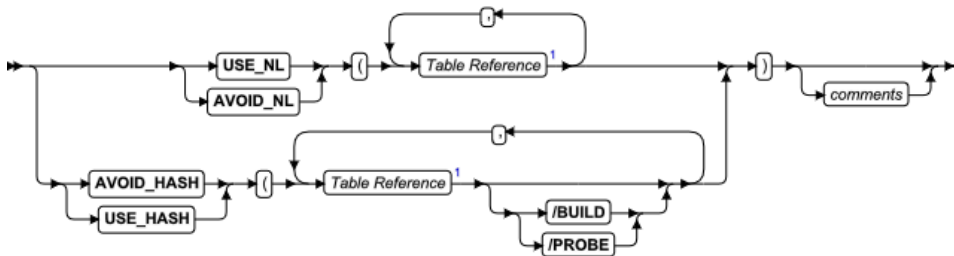 ,
USE_NL ( Table Reference 1 )
AVOID_NL comments
,
AVOID_HASH ( Table Reference 1
USE_HASH /BUILD
/PROBE